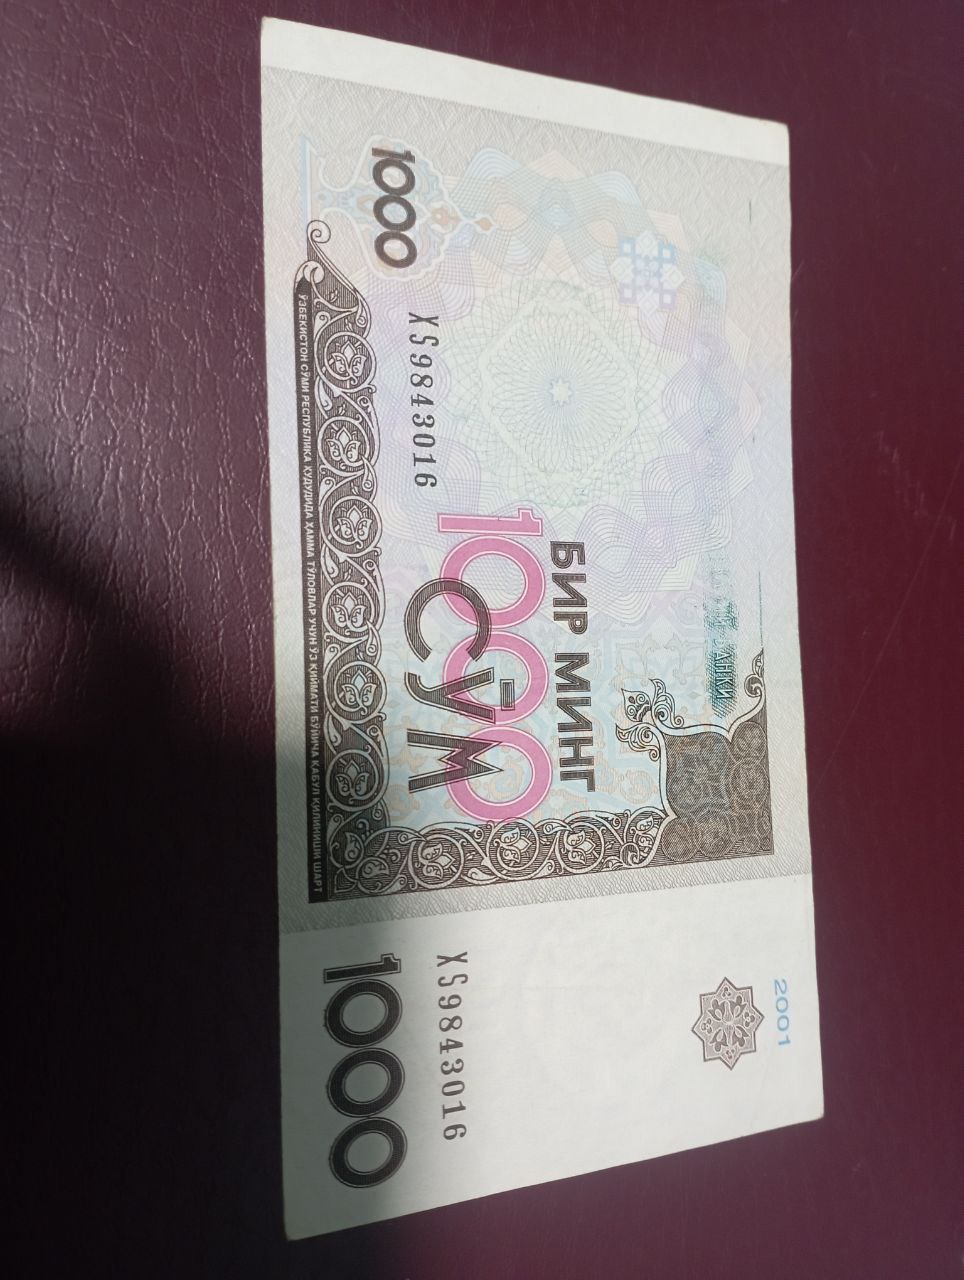 БАНКИ
1000
XS9843016
БИР МИНГ
1000
СЎМ
ЎЗБЕКИСТОН СЎМИ РЕСПУБЛИКА ҲУДУДИДА ҲАММА ТЎЛОВЛАР УЧУН ЎЗ ҚИЙМАТИ БЎЙИЧА ҚАБУЛ ҚИЛИНИШИ ШАРТ
2001
XS9843016
1000